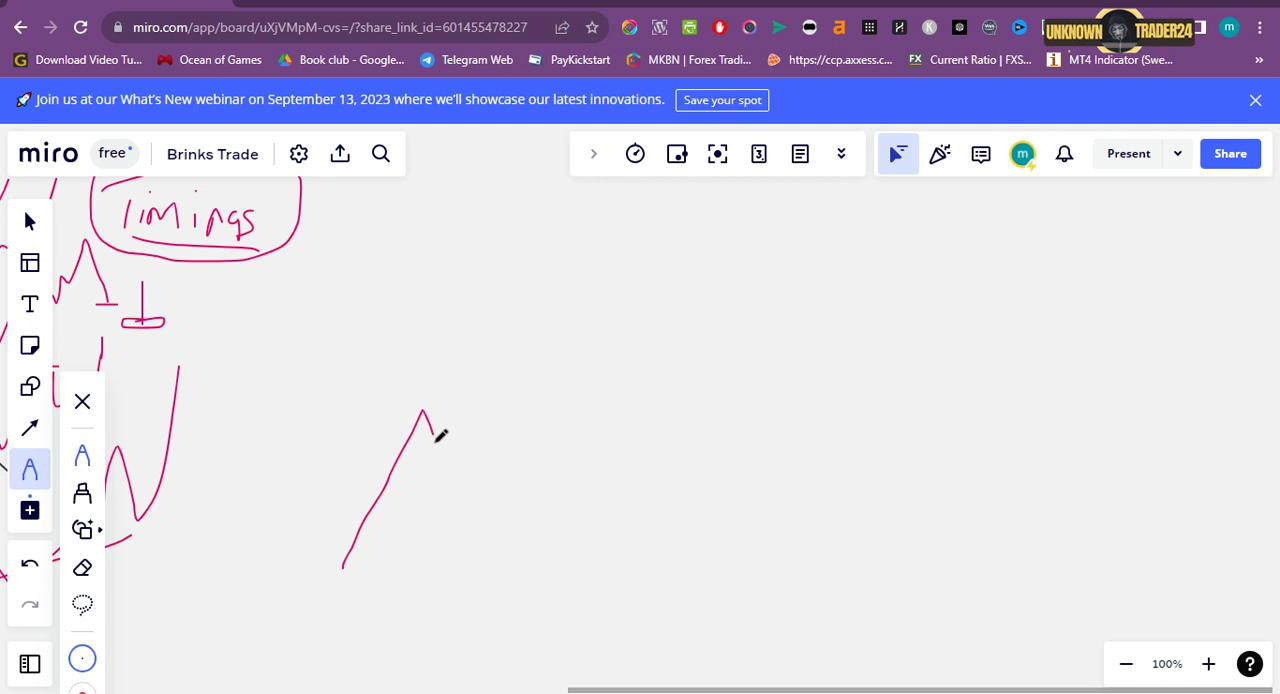 miro.com/app/board/uXjVMpM-cvs=/?share_link_id=601455478227
UNKNOWN TRADER24
Download Video Tu... Ocean of Games Book club - Google... Telegram Web PayKickstart MKBN | Forex Tradi... https://ccp.axxess.c... Current Ratio | FXS... MT4 Indicator (Swe... »
🚀 Join us at our What's New webinar on September 13, 2023 where we'll showcase our latest innovations. Save your spot
miro free Brinks Trade Present Share
Timings
100%